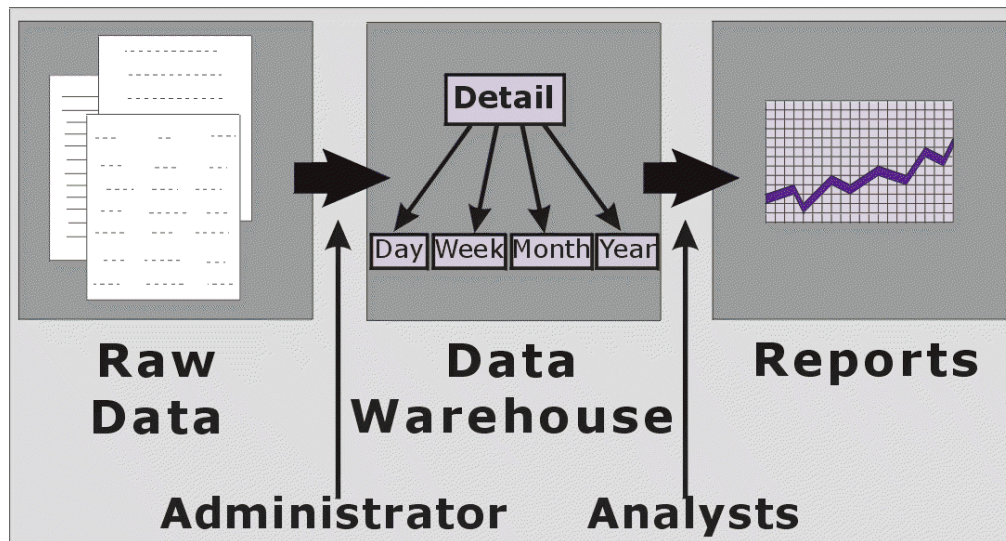 Detail
Day Week Month Year
Raw
Data
Data
Warehouse
Reports
Administrator
Analysts